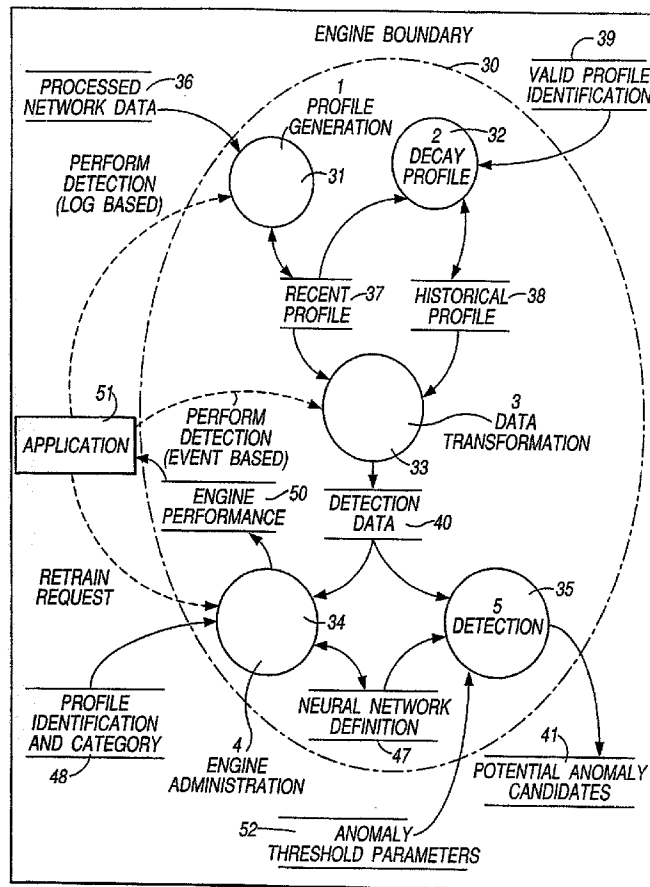 ENGINE BOUNDARY
39
36
30
PROCESSED
NETWORK DATA
1
PROFILE
GENERATION
VALID PROFILE
IDENTIFICATION
2
DECAY
PROFILE
32
31
PERFORM
DETECTION
(LOG BASED)
RECENT
PROFILE
37
HISTORICAL
PROFILE
38
51
APPLICATION
PERFORM
DETECTION
(EVENT BASED)
3
DATA
TRANSFORMATION
33
ENGINE
PERFORMANCE
50
DETECTION
DATA
40
RETRAIN
REQUEST
34
35
5
DETECTION
PROFILE
IDENTIFICATION
AND CATEGORY
48
4
ENGINE
ADMINISTRATION
NEURAL NETWORK
DEFINITION
47
41
POTENTIAL ANOMALY
CANDIDATES
52
ANOMALY
THRESHOLD PARAMETERS